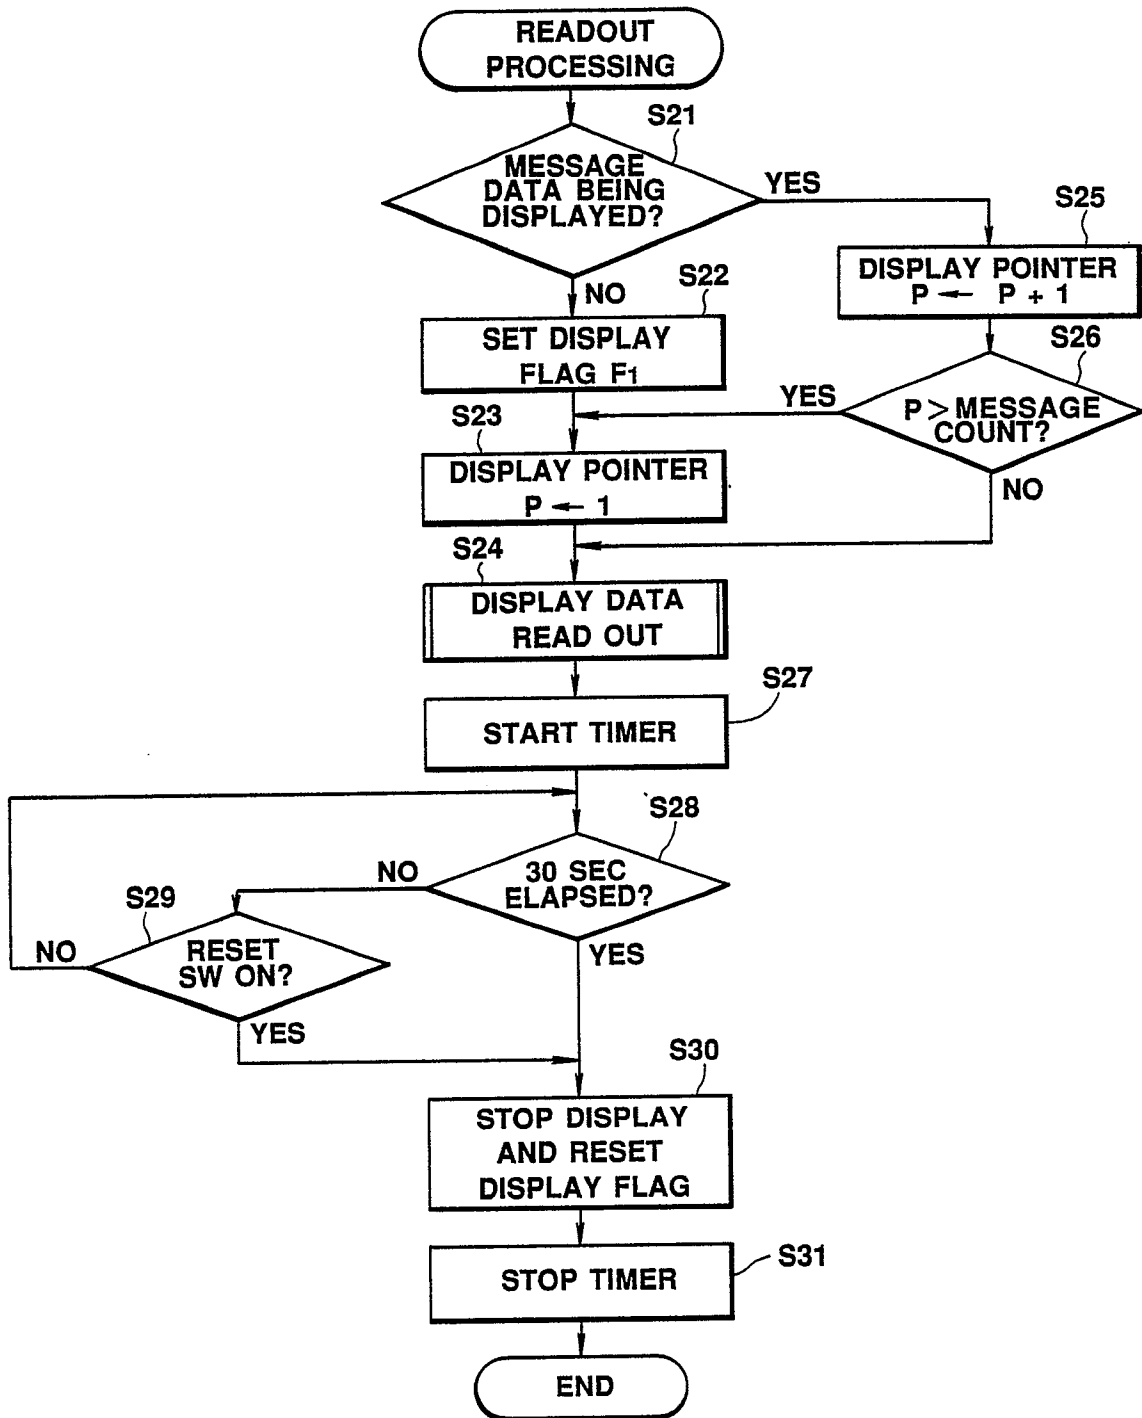 READOUT
PROCESSING
S21
MESSAGE
DATA BEING
DISPLAYED?
YES
S25
DISPLAY POINTER
P ← P + 1
NO
S22
SET DISPLAY
FLAG F1
S26
P > MESSAGE
COUNT?
YES
NO
S23
DISPLAY POINTER
P ← 1
S24
DISPLAY DATA
READ OUT
S27
START TIMER
S28
30 SEC
ELAPSED?
NO
YES
S29
RESET
SW ON?
NO
YES
S30
STOP DISPLAY
AND RESET
DISPLAY FLAG
S31
STOP TIMER
END